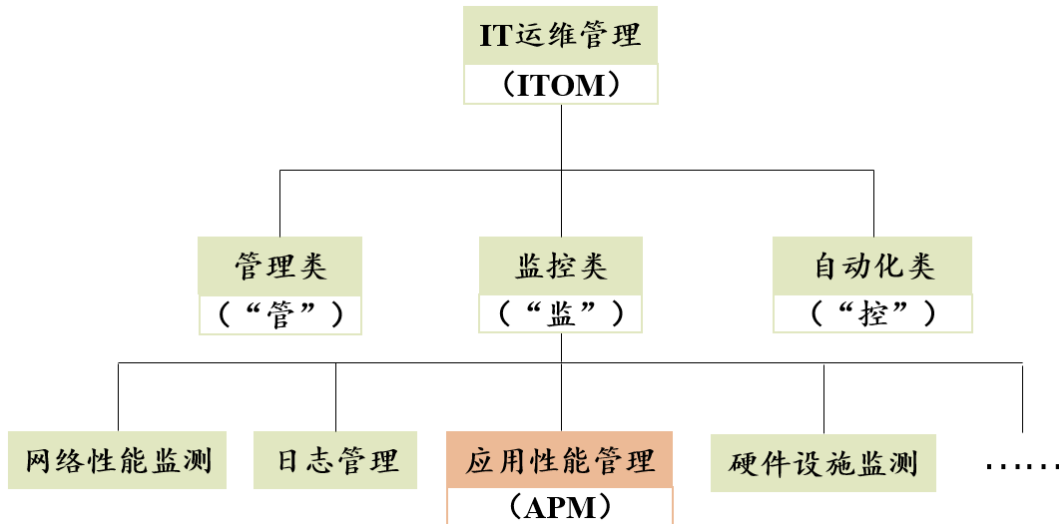 IT运维管理
（ITOM）
管理类
（“管”）
监控类
（“监”）
自动化类
（“控”）
网络性能监测
日志管理
应用性能管理
（APM）
硬件设施监测
……